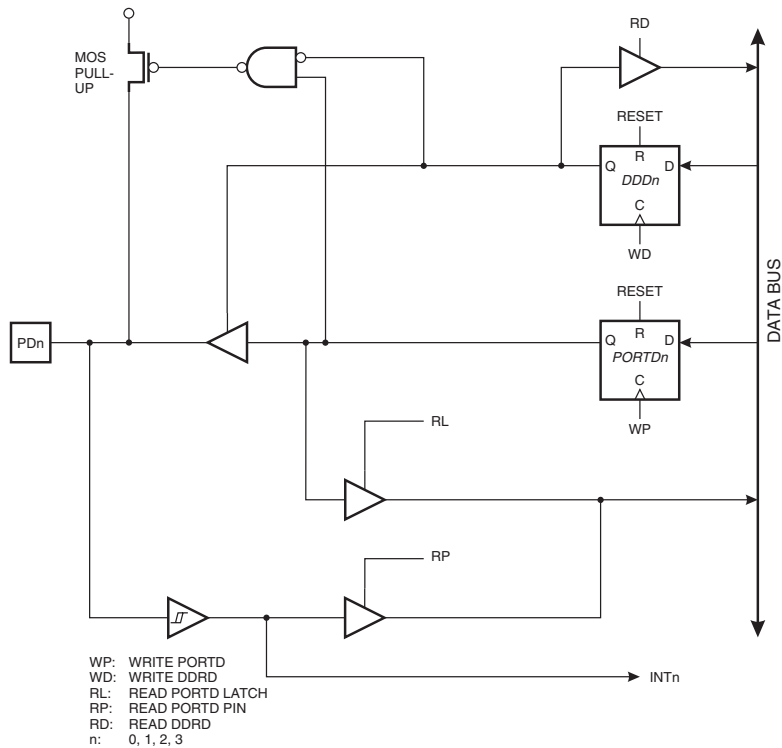 RD
MOS
PULL-
UP
RESET
R
Q
D
DDDn
C
WD
DATA BUS
RESET
PDn
R
Q
D
PORTDn
C
WP
RL
RP
INTn
WP: WRITE PORTD
WD: WRITE DDRD
RL: READ PORTD LATCH
RP: READ PORTD PIN
RD: READ DDRD
n: 0, 1, 2, 3